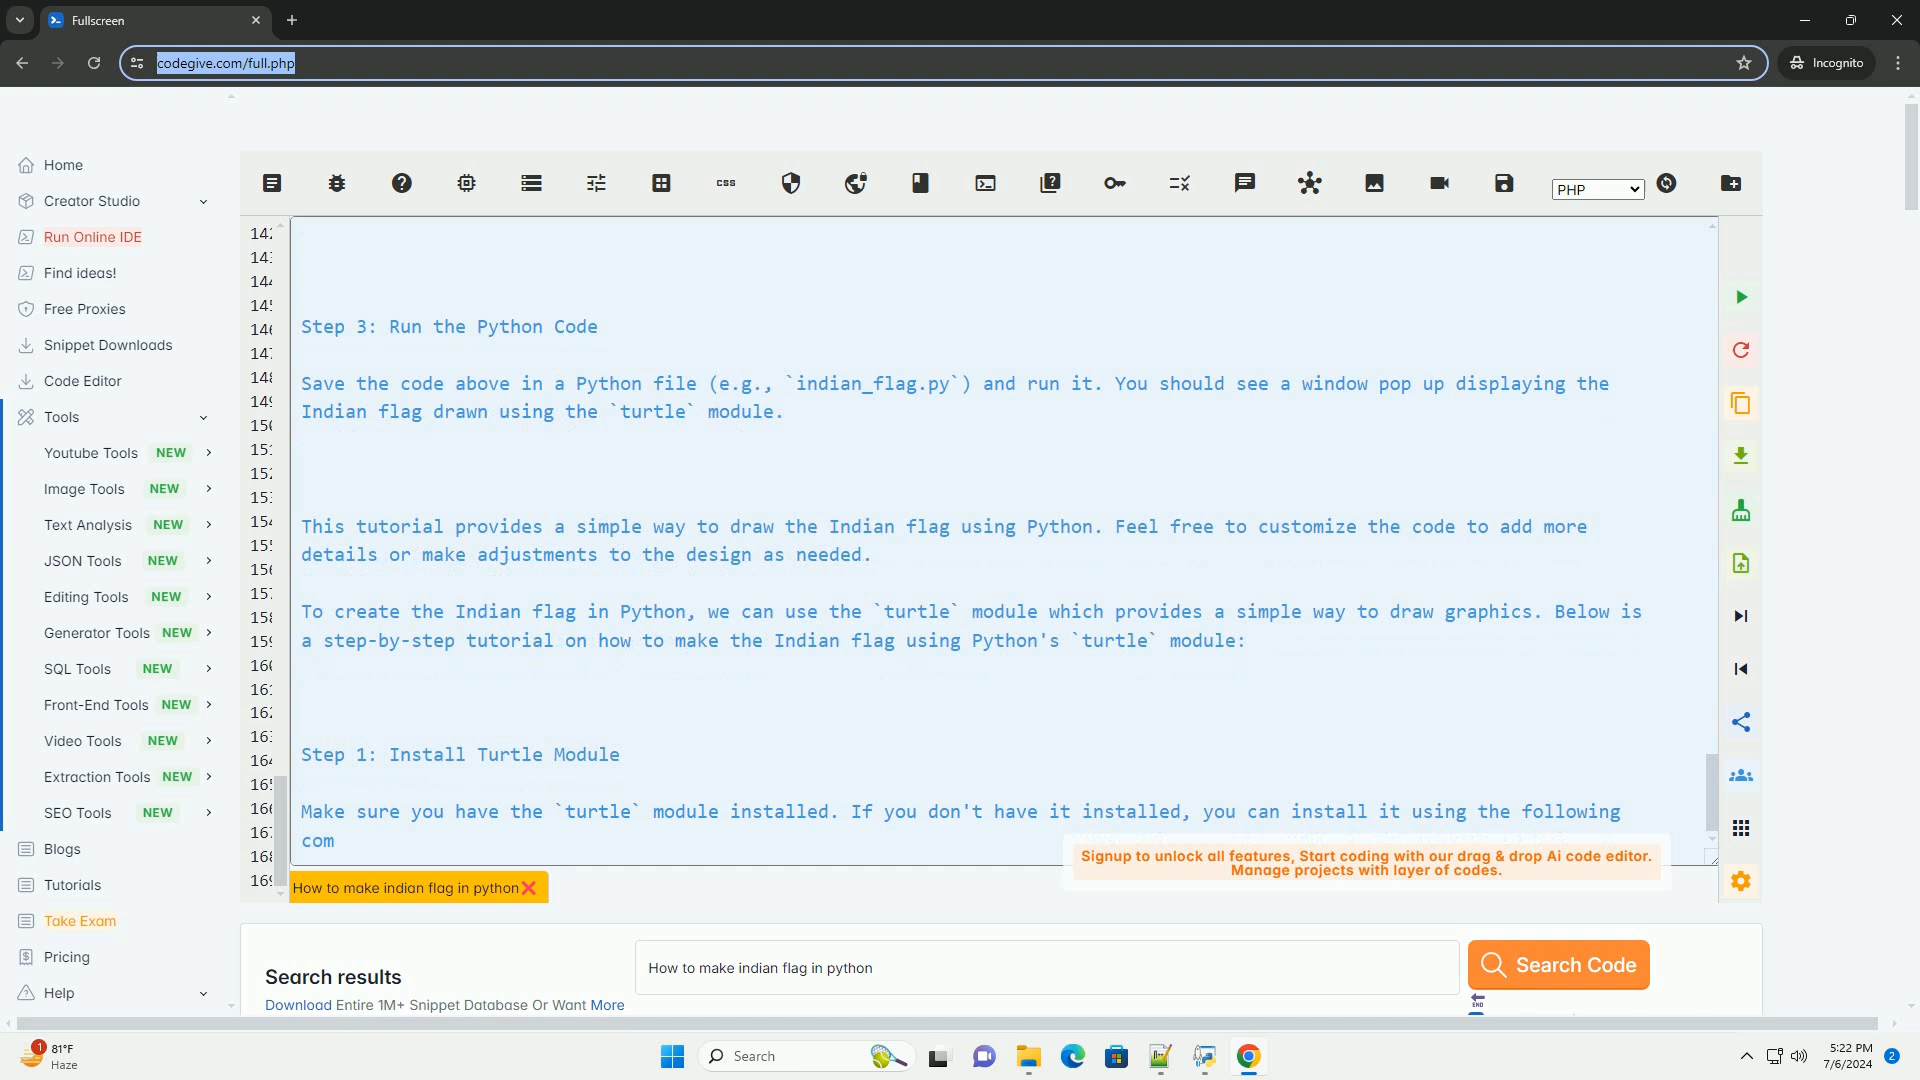 Fullscreen
codegive.com/full.php
Incognito
Home
Creator Studio
Run Online IDE
Find ideas!
Free Proxies
Snippet Downloads
Code Editor
Tools
Youtube Tools NEW
Image Tools NEW
Text Analysis NEW
JSON Tools NEW
Editing Tools NEW
Generator Tools NEW
SQL Tools NEW
Front-End Tools NEW
Video Tools NEW
Extraction Tools NEW
SEO Tools NEW
Blogs
Tutorials
Take Exam
Pricing
Help
css
PHP
Step 3: Run the Python Code
Save the code above in a Python file (e.g., `indian_flag.py`) and run it. You should see a window pop up displaying the
Indian flag drawn using the `turtle` module.
This tutorial provides a simple way to draw the Indian flag using Python. Feel free to customize the code to add more
details or make adjustments to the design as needed.
To create the Indian flag in Python, we can use the `turtle` module which provides a simple way to draw graphics. Below is
a step-by-step tutorial on how to make the Indian flag using Python's `turtle` module:
Step 1: Install Turtle Module
Make sure you have the `turtle` module installed. If you don't have it installed, you can install it using the following
com
Signup to unlock all features, Start coding with our drag & drop Ai code editor.
Manage projects with layer of codes.
How to make indian flag in python
Search results
Download Entire 1M+ Snippet Database Or Want More
How to make indian flag in python
Search Code
END
1
81°F
Haze
Search
5:22 PM
7/6/2024
2